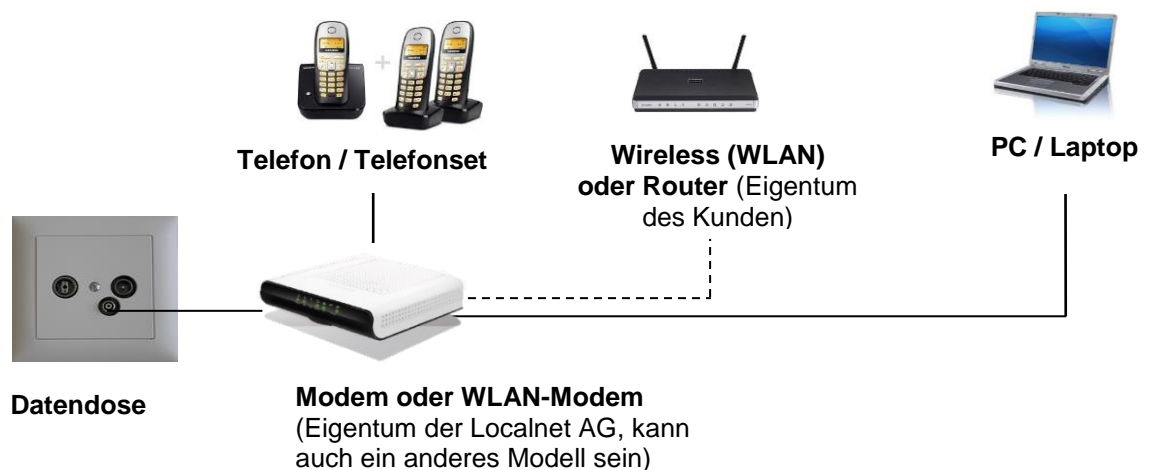 +
Telefon / Telefonset
Wireless (WLAN)
oder Router (Eigentum
des Kunden)
PC / Laptop
Datendose
Modem oder WLAN-Modem
(Eigentum der Localnet AG, kann
auch ein anderes Modell sein)